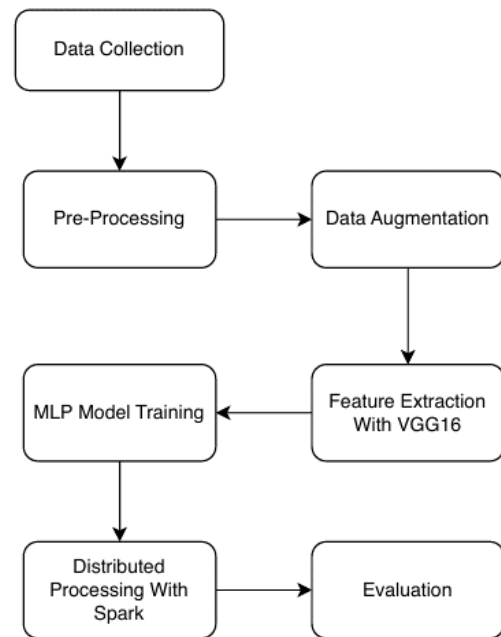 Data Collection
Pre-Processing
Data Augmentation
Feature Extraction
With VGG16
MLP Model Training
Distributed
Processing With
Spark
Evaluation